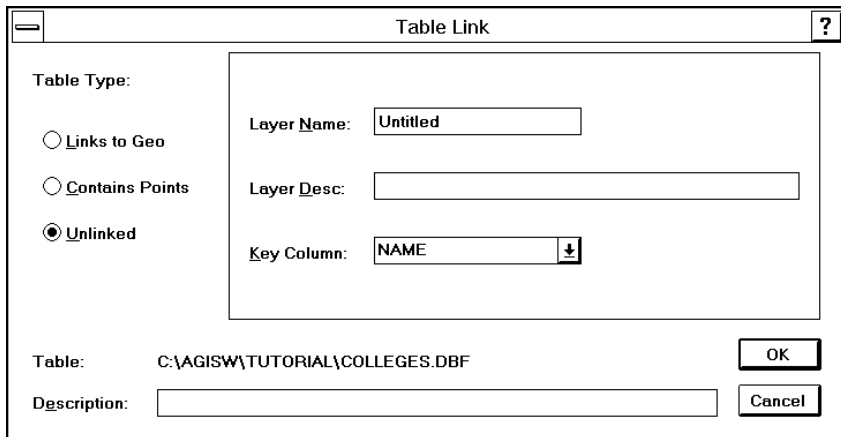 Table Link
?
Table Type:
Links to Geo
Contains Points
Unlinked
Layer Name: Untitled
Layer Desc:
Key Column: NAME
Table: C:\AGISW\TUTORIAL\COLLEGES.DBF
OK
Description:
Cancel